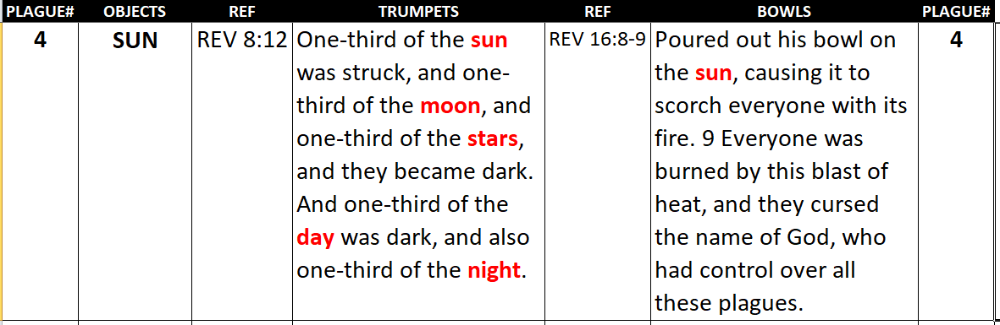 PLAGUE# OBJECTS REF TRUMPETS REF BOWLS PLAGUE#
4 SUN REV 8:12 One-third of the sun REV 16:8-9 Poured out his bowl on 4
was struck, and one- the sun, causing it to
third of the moon, and scorch everyone with its
one-third of the stars, fire. 9 Everyone was
and they became dark. burned by this blast of
And one-third of the heat, and they cursed
day was dark, and also the name of God, who
one-third of the night. had control over all
these plagues.